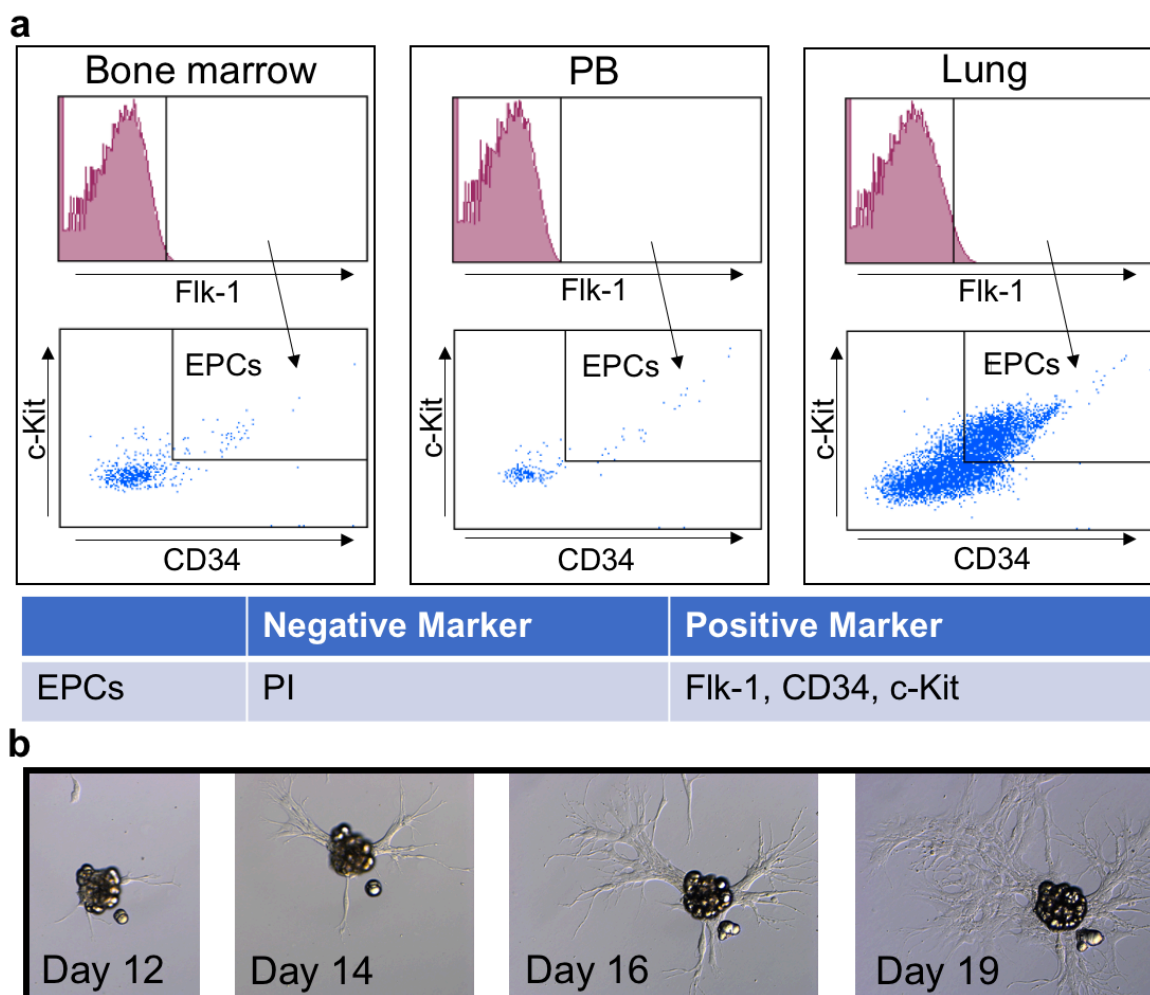 a
Bone marrow
PB
Lung
Flk-1
Flk-1
Flk-1
EPCs
EPCs
EPCs
c-Kit
c-Kit
c-Kit
CD34
CD34
CD34
Negative Marker
Positive Marker
EPCs
PI
Flk-1, CD34, c-Kit
b
Day 12
Day 14
Day 16
Day 19